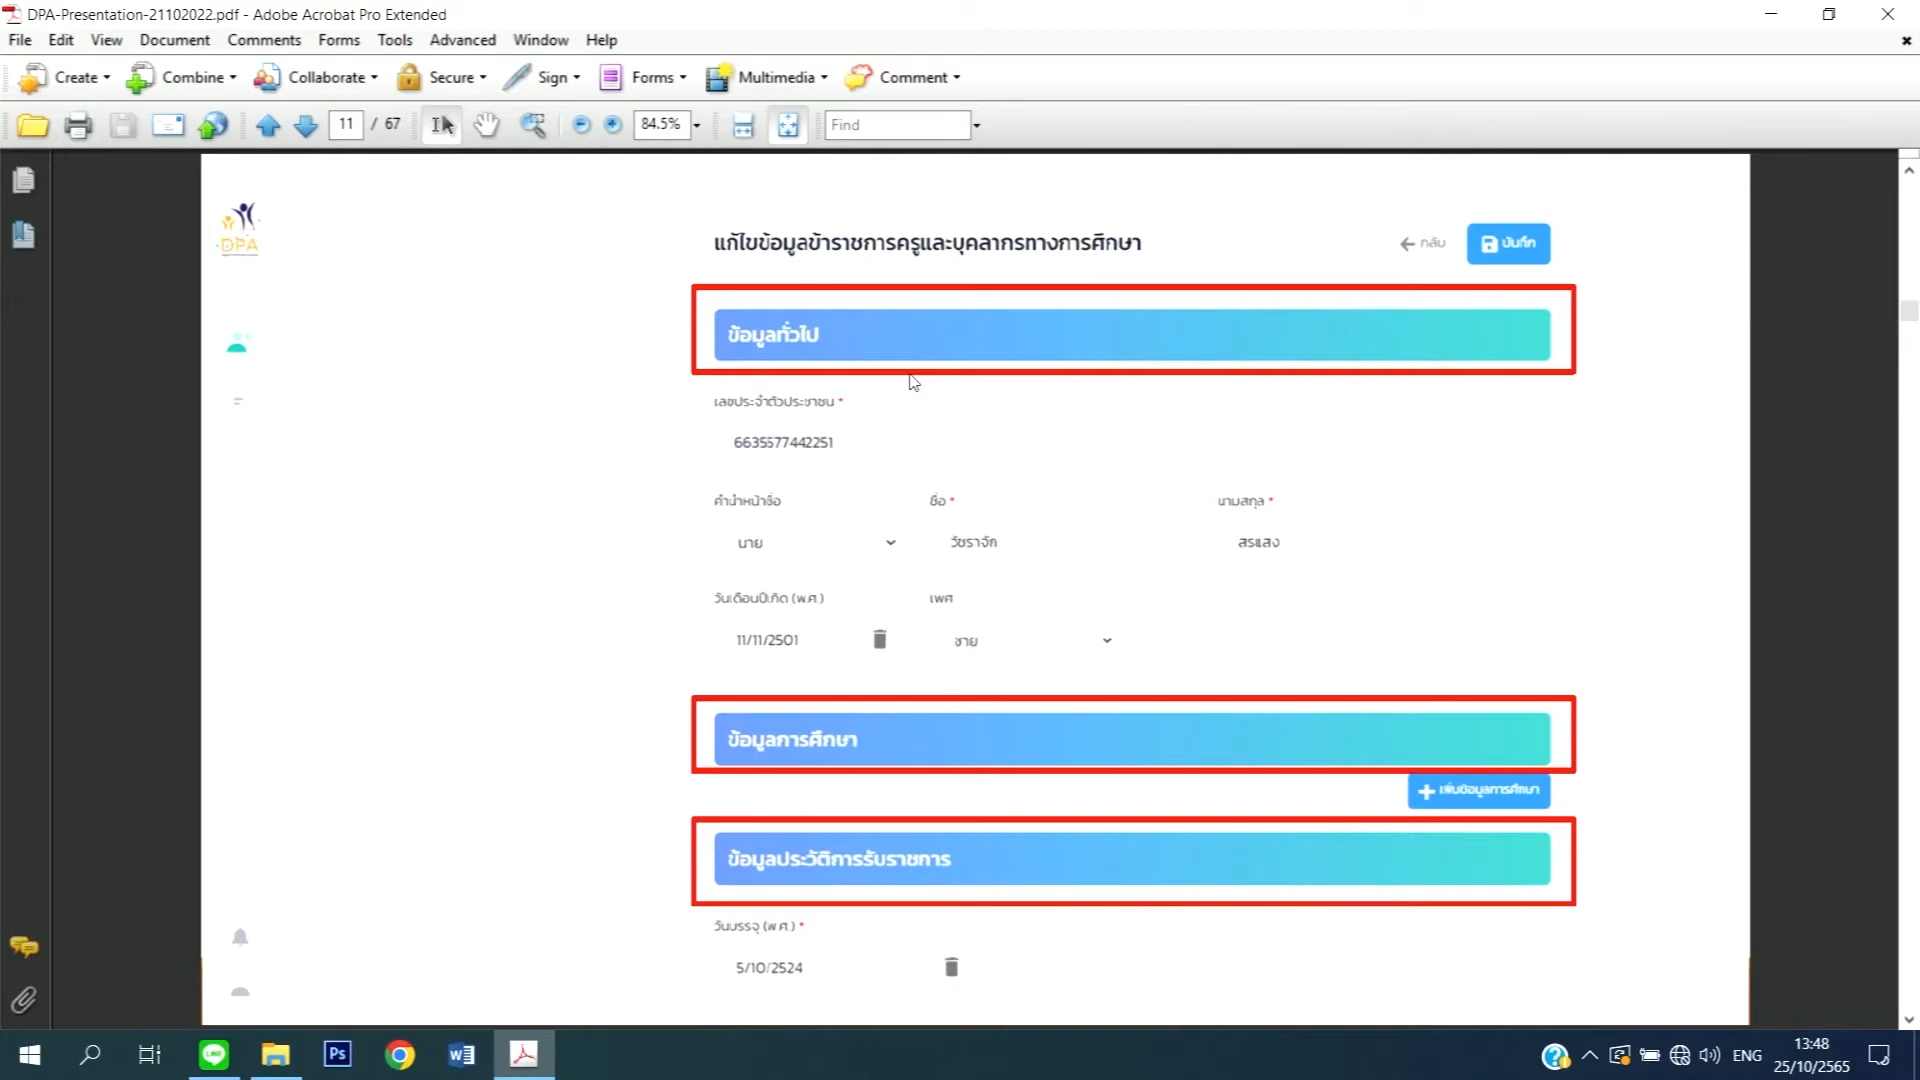 DPA-Presentation-21102022.pdf - Adobe Acrobat Pro Extended
File Edit View Document Comments Forms Tools Advanced Window Help
Create Combine Collaborate Secure Sign Forms Multimedia Comment
11 / 67 84.5% Find
DPA
แก้ไขข้อมูลข้าราชการครูและบุคลากรทางการศึกษา
กลับ
บันทึก
ข้อมูลทั่วไป
เลขประจำตัวประชาชน *
6635577442251
คำนำหน้าชื่อ ชื่อ * นามสกุล *
นาย วัชราจัก สรแสง
วันเดือนปีเกิด (พ.ศ.) เพศ
11/11/2501 ชาย
ข้อมูลการศึกษา
เพิ่มข้อมูลการศึกษา
ข้อมูลประวัติการรับราชการ
วันบรรจุ (พ.ศ.) *
5/10/2524
LINE Ps W
ENG
13:48
25/10/2565